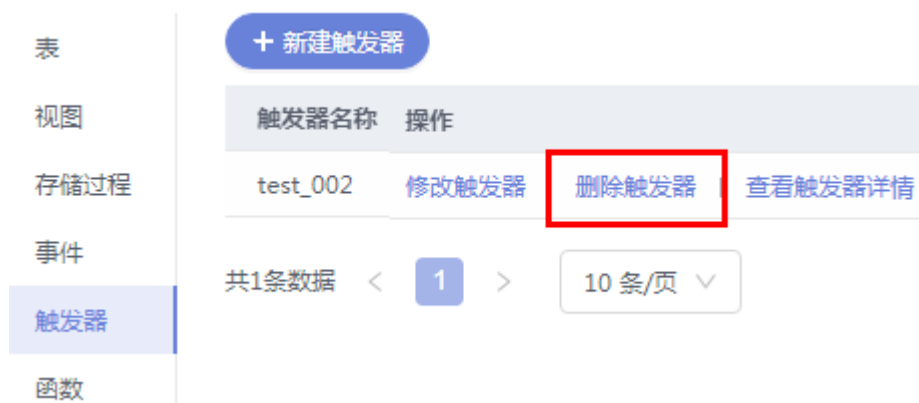 表
视图
存储过程
事件
触发器
函数
+ 新建触发器
触发器名称 操作
test_002 修改触发器 删除触发器 | 查看触发器详情
共1条数据 < 1 > 10 条/页